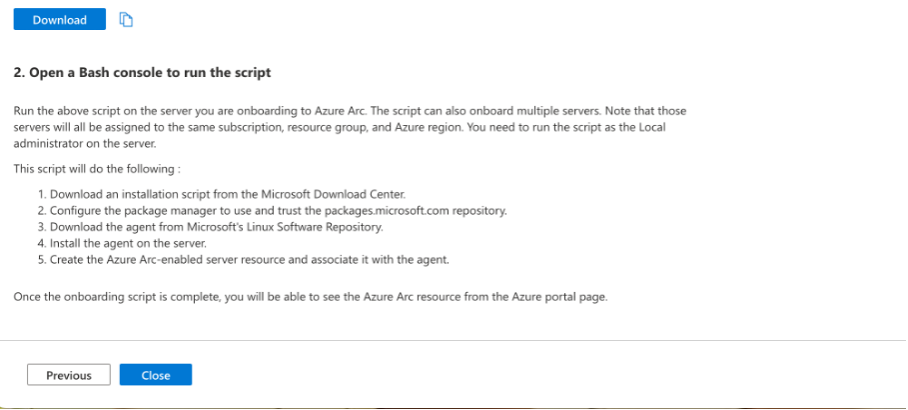 Download
2. Open a Bash console to run the script
Run the above script on the server you are onboarding to Azure Arc. The script can also onboard multiple servers. Note that those
servers will all be assigned to the same subscription, resource group, and Azure region. You need to run the script as the Local
administrator on the server.
This script will do the following :
1. Download an installation script from the Microsoft Download Center.
2. Configure the package manager to use and trust the packages.microsoft.com repository.
3. Download the agent from Microsoft's Linux Software Repository.
4. Install the agent on the server.
5. Create the Azure Arc-enabled server resource and associate it with the agent.
Once the onboarding script is complete, you will be able to see the Azure Arc resource from the Azure portal page.
Previous Close